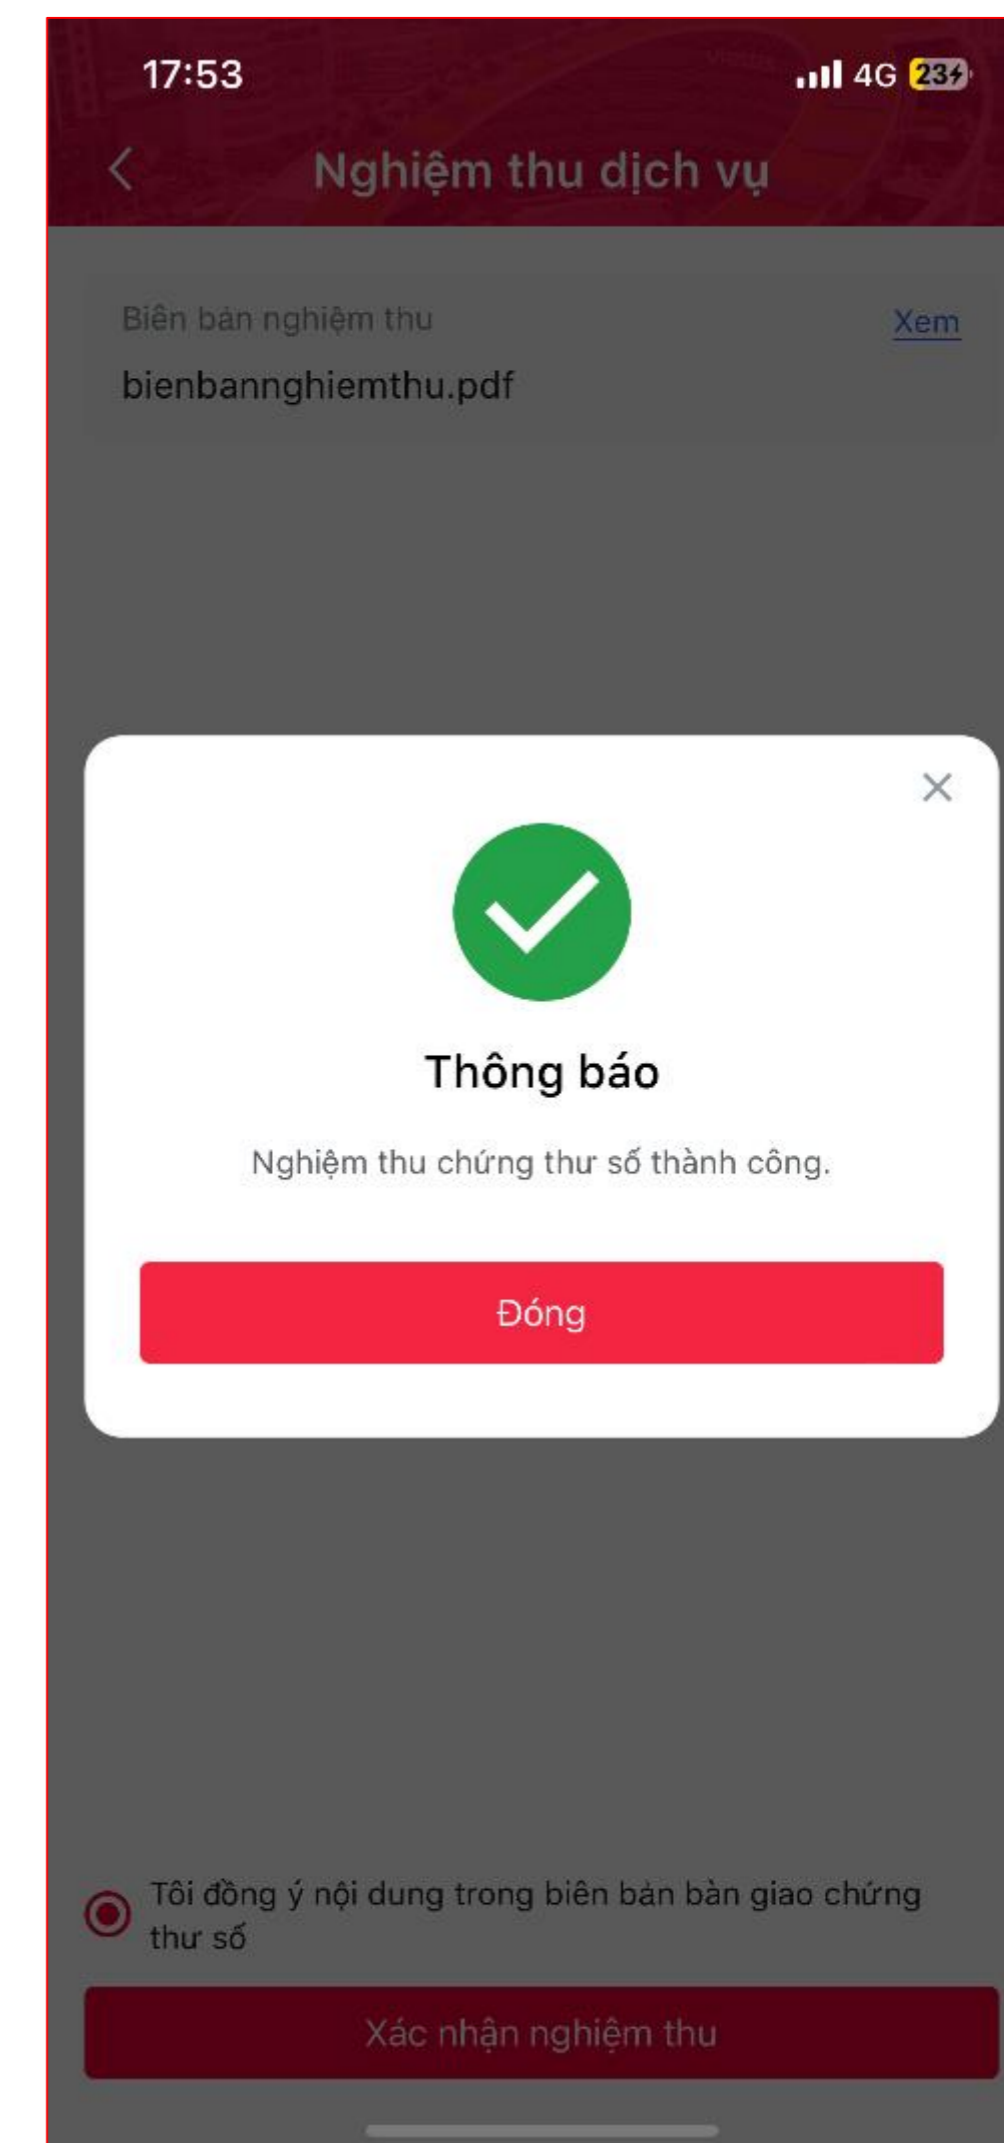 17:53
4G 23
Nghiệm thu dịch vụ
Biên bản nghiệm thu
Xem
bienbannghiemthu.pdf
Thông báo
Nghiệm thu chứng thư số thành công.
Đóng
Tôi đồng ý nội dung trong biên bản bàn giao chứng
thư số
Xác nhận nghiệm thu